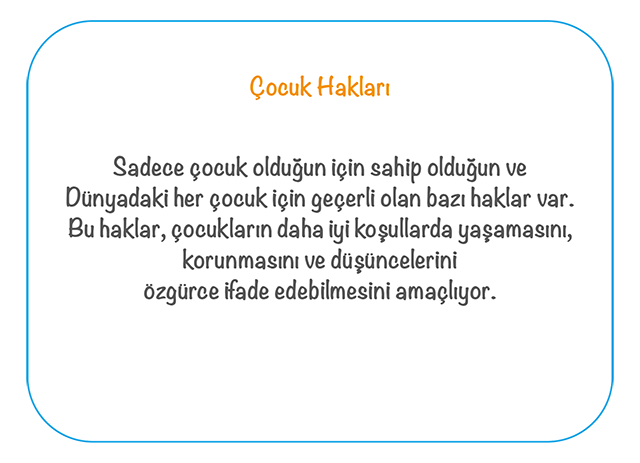 Çocuk Hakları
Sadece çocuk olduğun için sahip olduğun ve
Dünyadaki her çocuk için geçerli olan bazı haklar var.
Bu haklar, çocukların daha iyi koşullarda yaşamasını,
korunmasını ve düşüncelerini
özgürce ifade edebilmesini amaçlıyor.